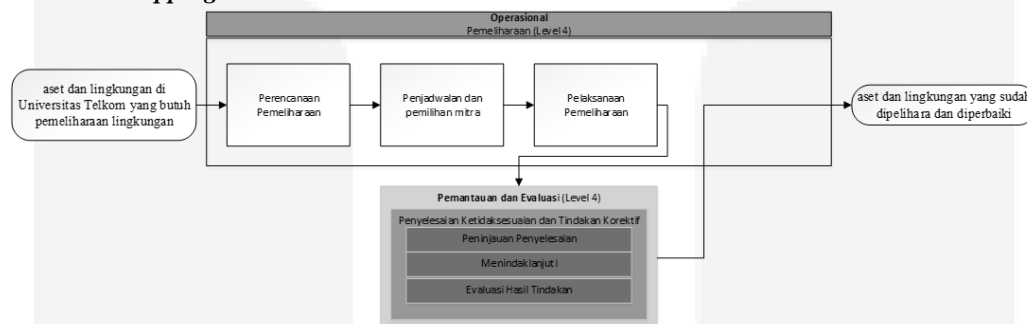 Operasional
Pemeliharaan (Level 4)
aset dan lingkungan di
Universitas Telkom yang butuh
pemeliharaan lingkungan
Perencanaan
Pemeliharaan
Penjadwalan dan
pemilihan mitra
Pelaksanaan
Pemeliharaan
aset dan lingkungan yang sudah
dipelihara dan diperbaiki
Pemantauan dan Evaluasi (Level 4)
Penyelesaian Ketidaksesuaian dan Tindakan Korektif
Peninjauan Penyelesaian
Menindaklanjuti
Evaluasi Hasil Tindakan